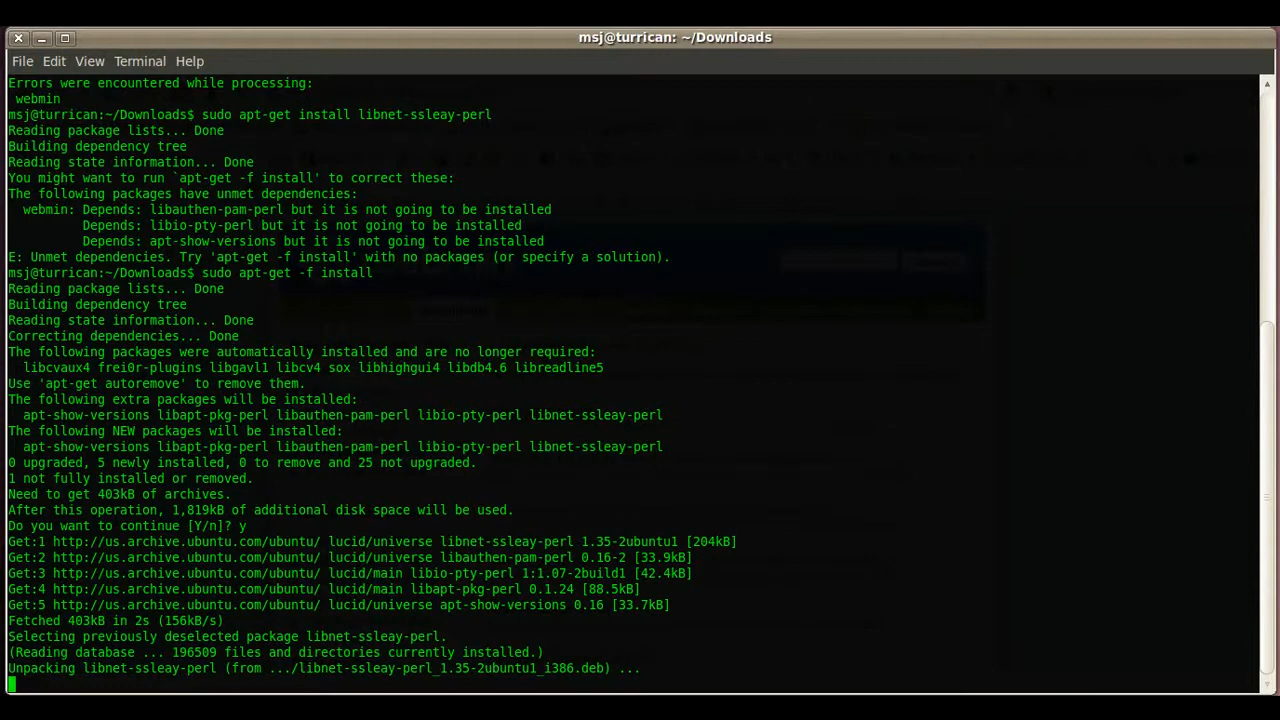 msj@turrican: ~/Downloads
File Edit View Terminal Help
Errors were encountered while processing:
 webmin
msj@turrican:~/Downloads$ sudo apt-get install libnet-ssleay-perl
Reading package lists... Done
Building dependency tree
Reading state information... Done
You might want to run `apt-get -f install' to correct these:
The following packages have unmet dependencies:
  webmin: Depends: libauthen-pam-perl but it is not going to be installed
          Depends: libio-pty-perl but it is not going to be installed
          Depends: apt-show-versions but it is not going to be installed
E: Unmet dependencies. Try 'apt-get -f install' with no packages (or specify a solution).
msj@turrican:~/Downloads$ sudo apt-get -f install
Reading package lists... Done
Building dependency tree
Reading state information... Done
Correcting dependencies... Done
The following packages were automatically installed and are no longer required:
  libcvaux4 frei0r-plugins libgavl1 libcv4 sox libhighgui4 libdb4.6 libreadline5
Use 'apt-get autoremove' to remove them.
The following extra packages will be installed:
  apt-show-versions libapt-pkg-perl libauthen-pam-perl libio-pty-perl libnet-ssleay-perl
The following NEW packages will be installed:
  apt-show-versions libapt-pkg-perl libauthen-pam-perl libio-pty-perl libnet-ssleay-perl
0 upgraded, 5 newly installed, 0 to remove and 25 not upgraded.
1 not fully installed or removed.
Need to get 403kB of archives.
After this operation, 1,819kB of additional disk space will be used.
Do you want to continue [Y/n]? y
Get:1 http://us.archive.ubuntu.com/ubuntu/ lucid/universe libnet-ssleay-perl 1.35-2ubuntu1 [204kB]
Get:2 http://us.archive.ubuntu.com/ubuntu/ lucid/universe libauthen-pam-perl 0.16-2 [33.9kB]
Get:3 http://us.archive.ubuntu.com/ubuntu/ lucid/main libio-pty-perl 1:1.07-2build1 [42.4kB]
Get:4 http://us.archive.ubuntu.com/ubuntu/ lucid/main libapt-pkg-perl 0.1.24 [88.5kB]
Get:5 http://us.archive.ubuntu.com/ubuntu/ lucid/universe apt-show-versions 0.16 [33.7kB]
Fetched 403kB in 2s (156kB/s)
Selecting previously deselected package libnet-ssleay-perl.
(Reading database ... 196509 files and directories currently installed.)
Unpacking libnet-ssleay-perl (from .../libnet-ssleay-perl_1.35-2ubuntu1_i386.deb) ...